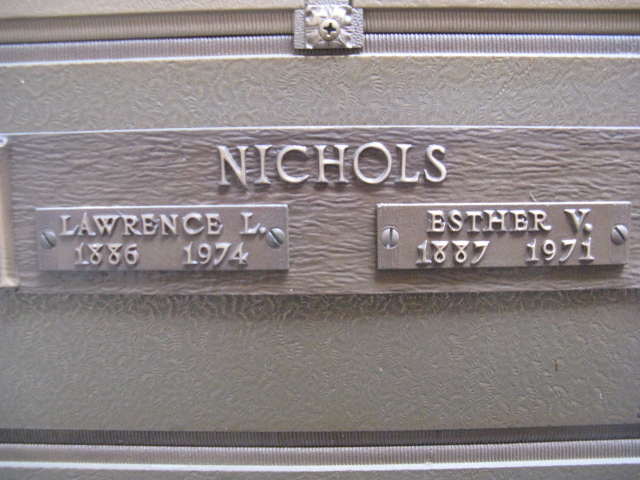 NICHOLS
LAWRENCE L.
1886 1974
ESTHER V.
1887 1971